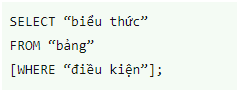 SELECT “biểu thức”
FROM “bảng”
[WHERE “điều kiện”];